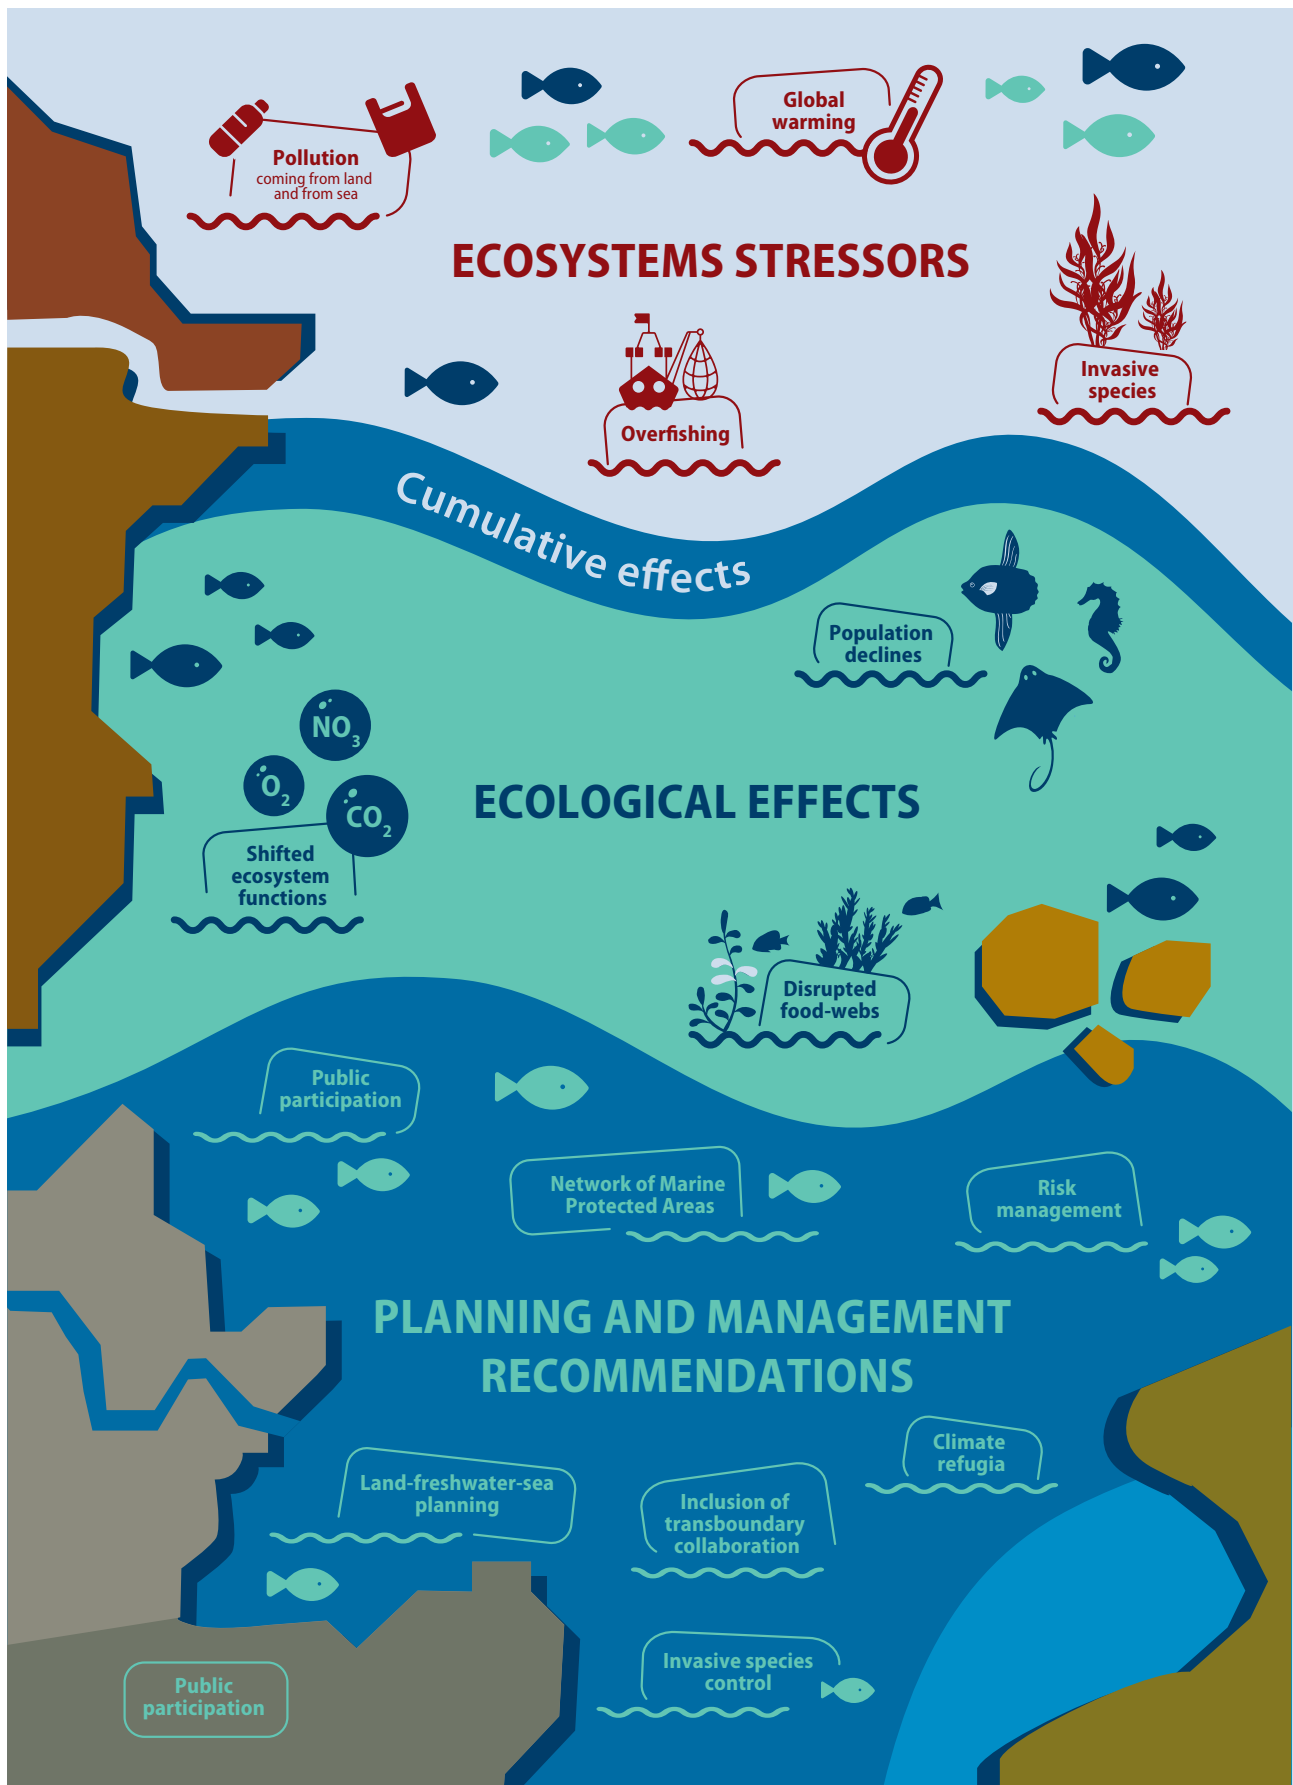 Global
warming
Pollution
coming from land
and from sea
ECOSYSTEMS STRESSORS
Invasive
species
Overfishing
Cumulative effects
Population
declines
NO3
O2
CO2
ECOLOGICAL EFFECTS
Shifted
ecosystem
functions
Disrupted
food-webs
Public
participation
Network of Marine
Protected Areas
Risk
management
PLANNING AND MANAGEMENT
RECOMMENDATIONS
Climate
refugia
Land-freshwater-sea
planning
Inclusion of
transboundary
collaboration
Invasive species
control
Public
participation